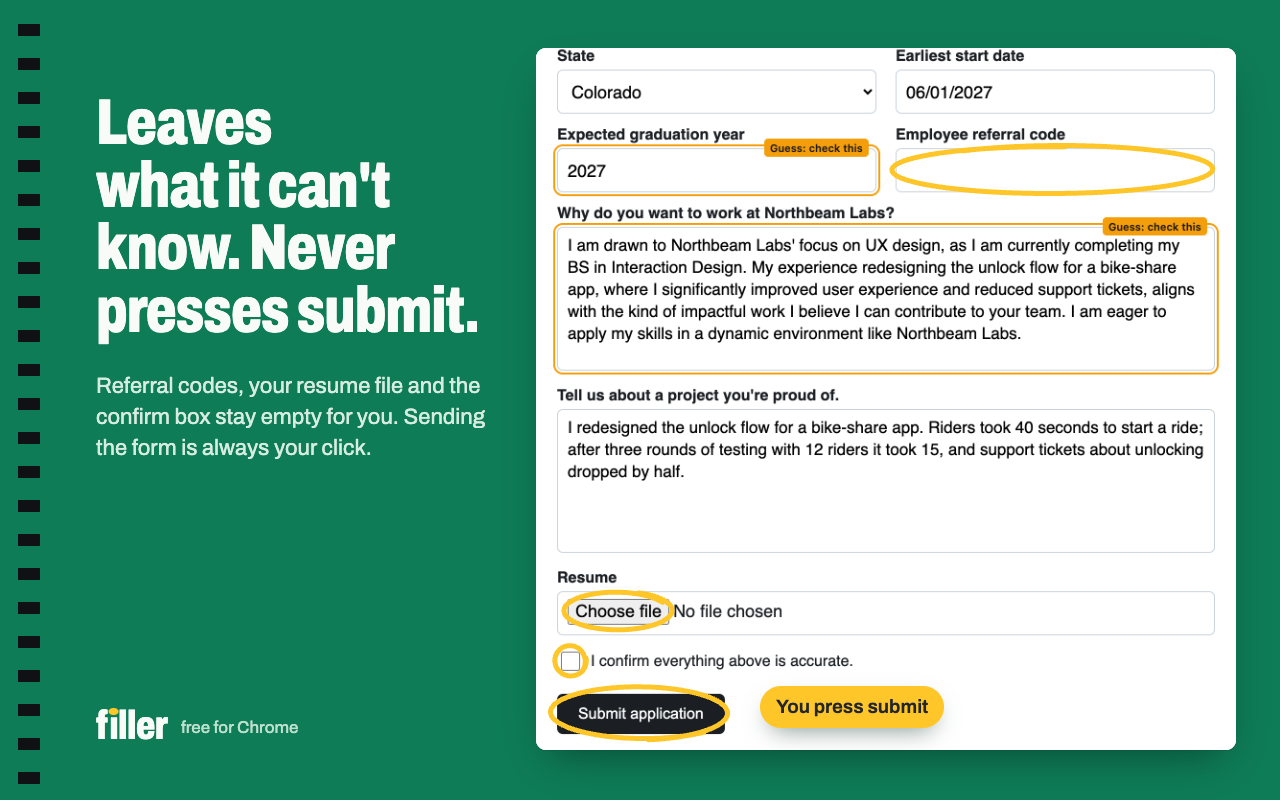 Leaves
what it can't
know. Never
presses submit.
Referral codes, your resume file and the
confirm box stay empty for you. Sending
the form is always your click.
filler free for Chrome
State
Colorado
Earliest start date
06/01/2027
Expected graduation year
Guess: check this
2027
Employee referral code
Why do you want to work at Northbeam Labs?
Guess: check this
I am drawn to Northbeam Labs' focus on UX design, as I am currently completing my
BS in Interaction Design. My experience redesigning the unlock flow for a bike-share
app, where I significantly improved user experience and reduced support tickets, aligns
with the kind of impactful work I believe I can contribute to your team. I am eager to
apply my skills in a dynamic environment like Northbeam Labs.
Tell us about a project you're proud of.
I redesigned the unlock flow for a bike-share app. Riders took 40 seconds to start a ride;
after three rounds of testing with 12 riders it took 15, and support tickets about unlocking
dropped by half.
Resume
Choose file No file chosen
I confirm everything above is accurate.
Submit application
You press submit